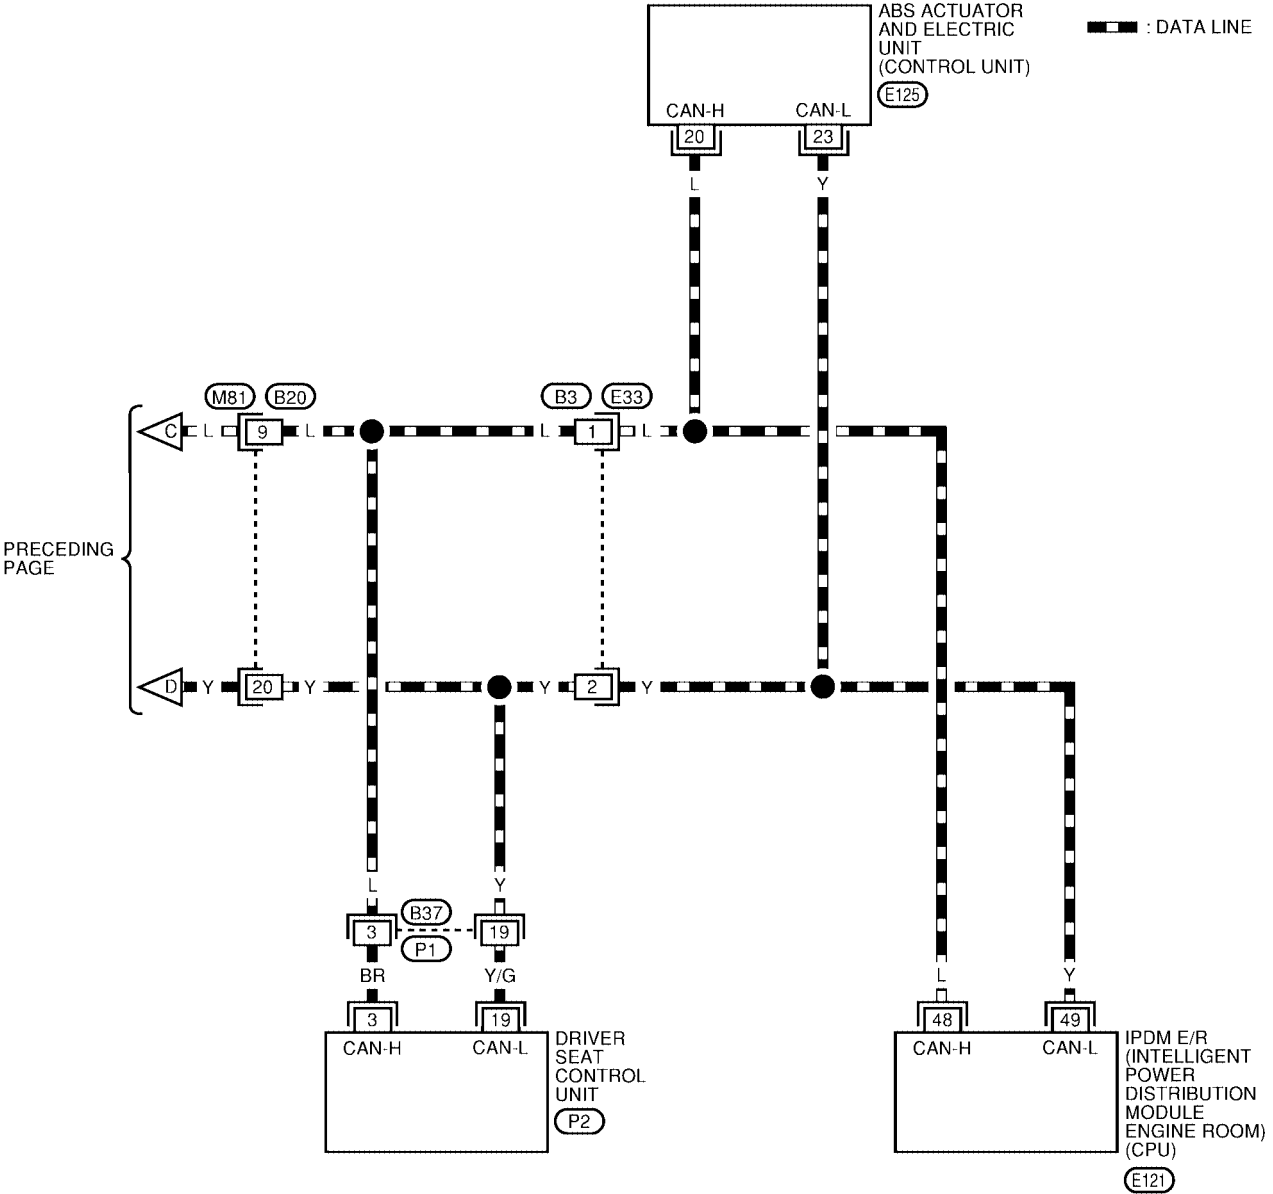 ABS ACTUATOR
AND ELECTRIC
UNIT
(CONTROL UNIT)
E125
: DATA LINE
CAN-H CAN-L
20 23
L Y
M81 B20 B3 E33
C L 9 L L 1 L
PRECEDING
PAGE
D Y 20 Y Y 2 Y
L Y
B37
3 19
P1
BR Y/G L Y
3 19 48 49
CAN-H CAN-L
DRIVER
SEAT
CONTROL
UNIT
P2
CAN-H CAN-L
IPDM E/R
(INTELLIGENT
POWER
DISTRIBUTION
MODULE
ENGINE ROOM)
(CPU)
E121